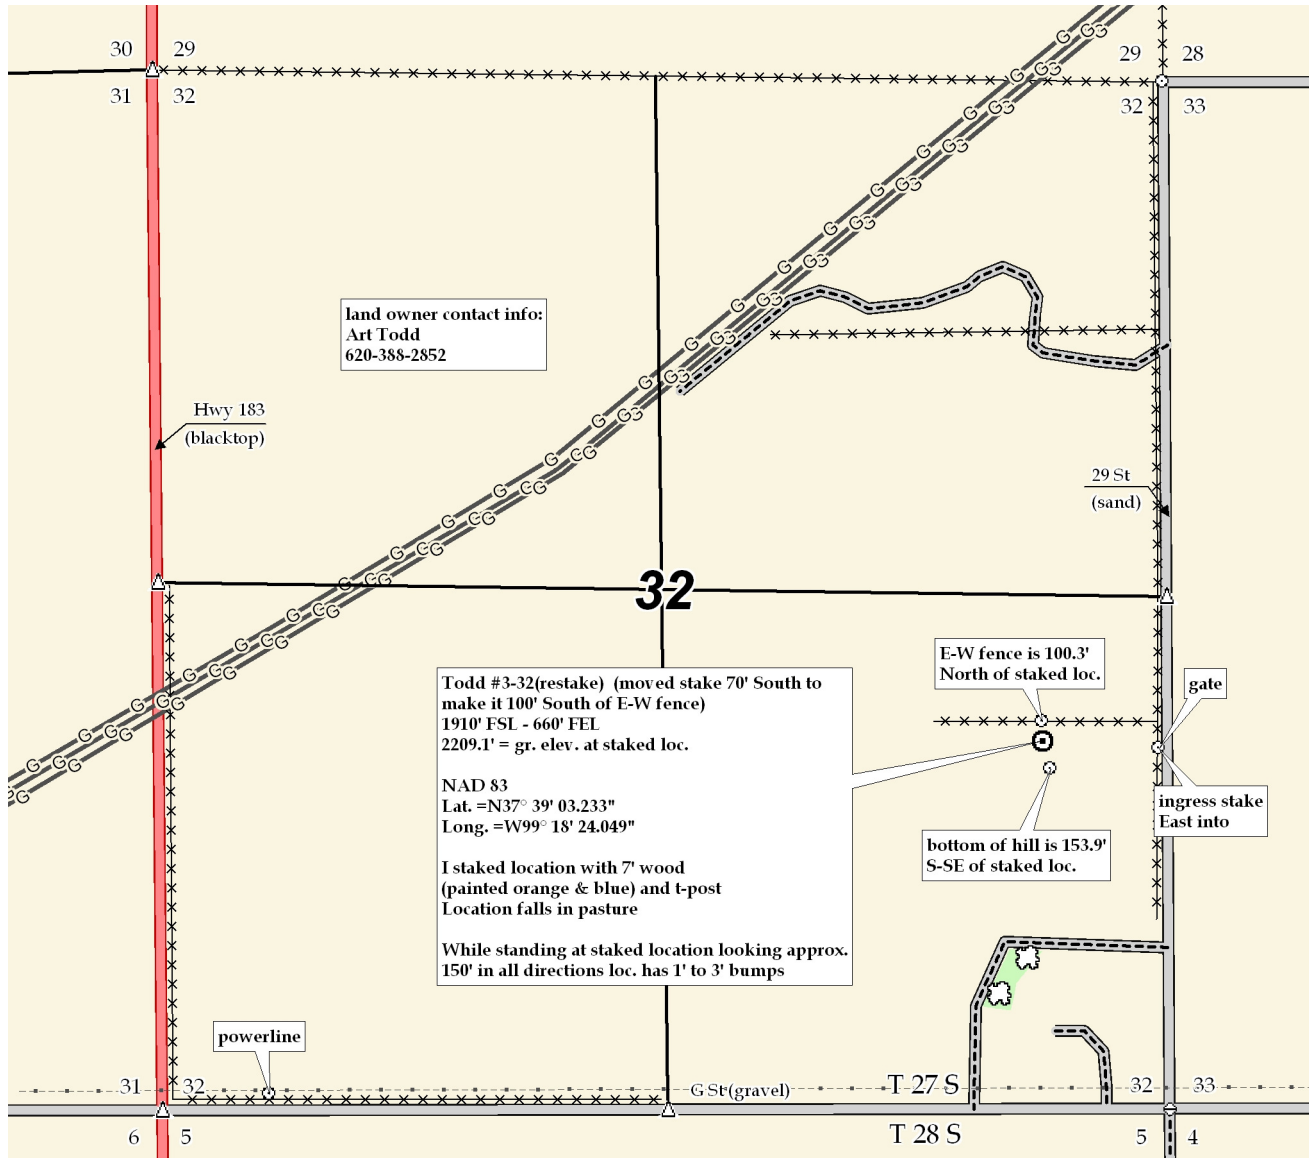 30 29
29 28
31 32
32 33
land owner contact info:
Art Todd
620-388-2852
Hwy 183
(blacktop)
29 St
(sand)
32
E-W fence is 100.3'
North of staked loc.
gate
Todd #3-32(restake) (moved stake 70' South to
make it 100' South of E-W fence)
1910' FSL - 660' FEL
2209.1' = gr. elev. at staked loc.
NAD 83
Lat. =N37° 39' 03.233"
Long. =W99° 18' 24.049"
I staked location with 7' wood
(painted orange & blue) and t-post
Location falls in pasture
While standing at staked location looking approx.
150' in all directions loc. has 1' to 3' bumps
ingress stake
East into
bottom of hill is 153.9'
S-SE of staked loc.
powerline
31 32
G St (gravel)
T 27 S
32 33
6 5
T 28 S
5 4